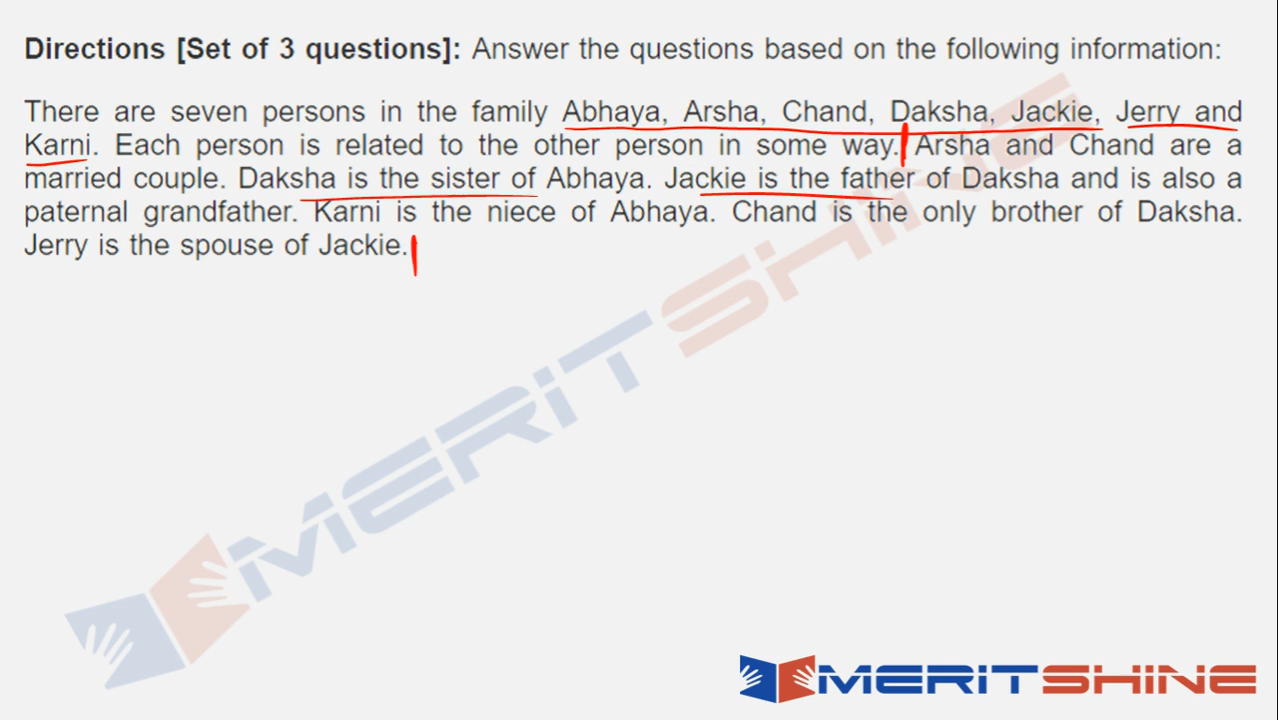 Directions [Set of 3 questions]: Answer the questions based on the following information:
There are seven persons in the family Abhaya, Arsha, Chand, Daksha, Jackie, Jerry and
Karni. Each person is related to the other person in some way. Arsha and Chand are a
married couple. Daksha is the sister of Abhaya. Jackie is the father of Daksha and is also a
paternal grandfather. Karni is the niece of Abhaya. Chand is the only brother of Daksha.
Jerry is the spouse of Jackie.
MERiTSHiNE
MERiTSHiNE